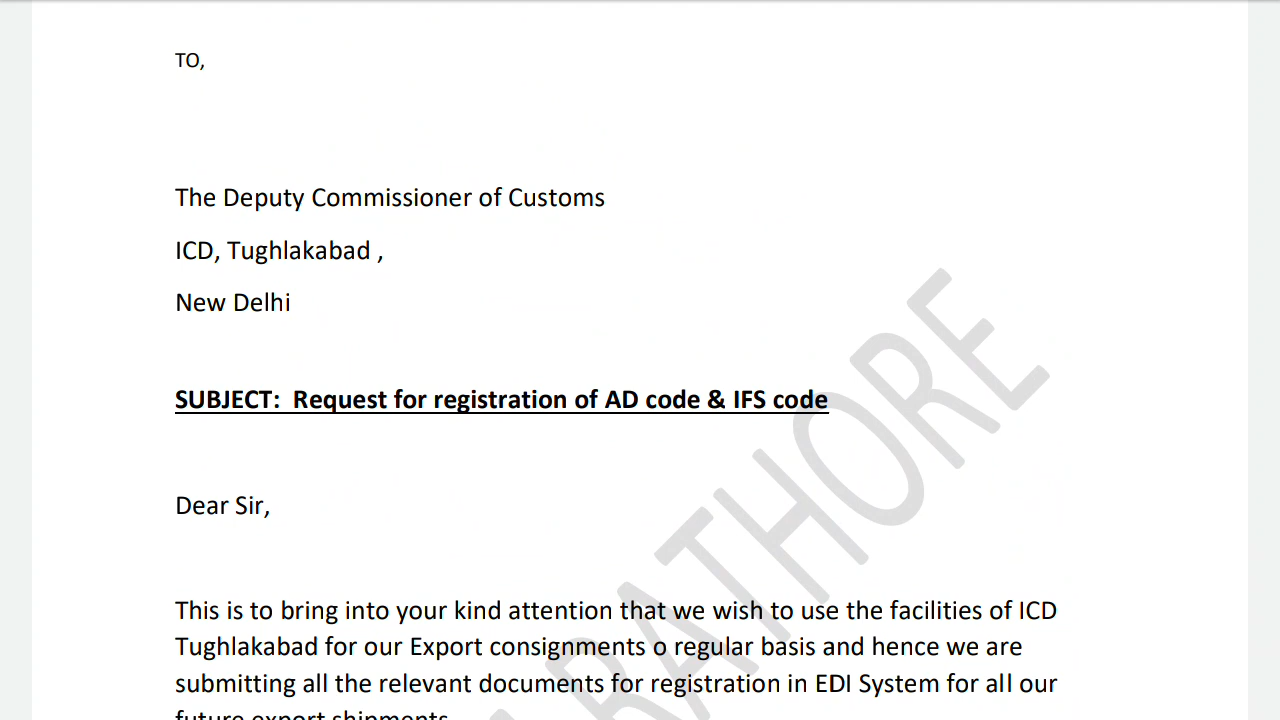 TO,
The Deputy Commissioner of Customs
ICD, Tughlakabad ,
New Delhi
SUBJECT:  Request for registration of AD code & IFS code
Dear Sir,
This is to bring into your kind attention that we wish to use the facilities of ICD
Tughlakabad for our Export consignments o regular basis and hence we are
submitting all the relevant documents for registration in EDI System for all our
future export shipments
RATHORE